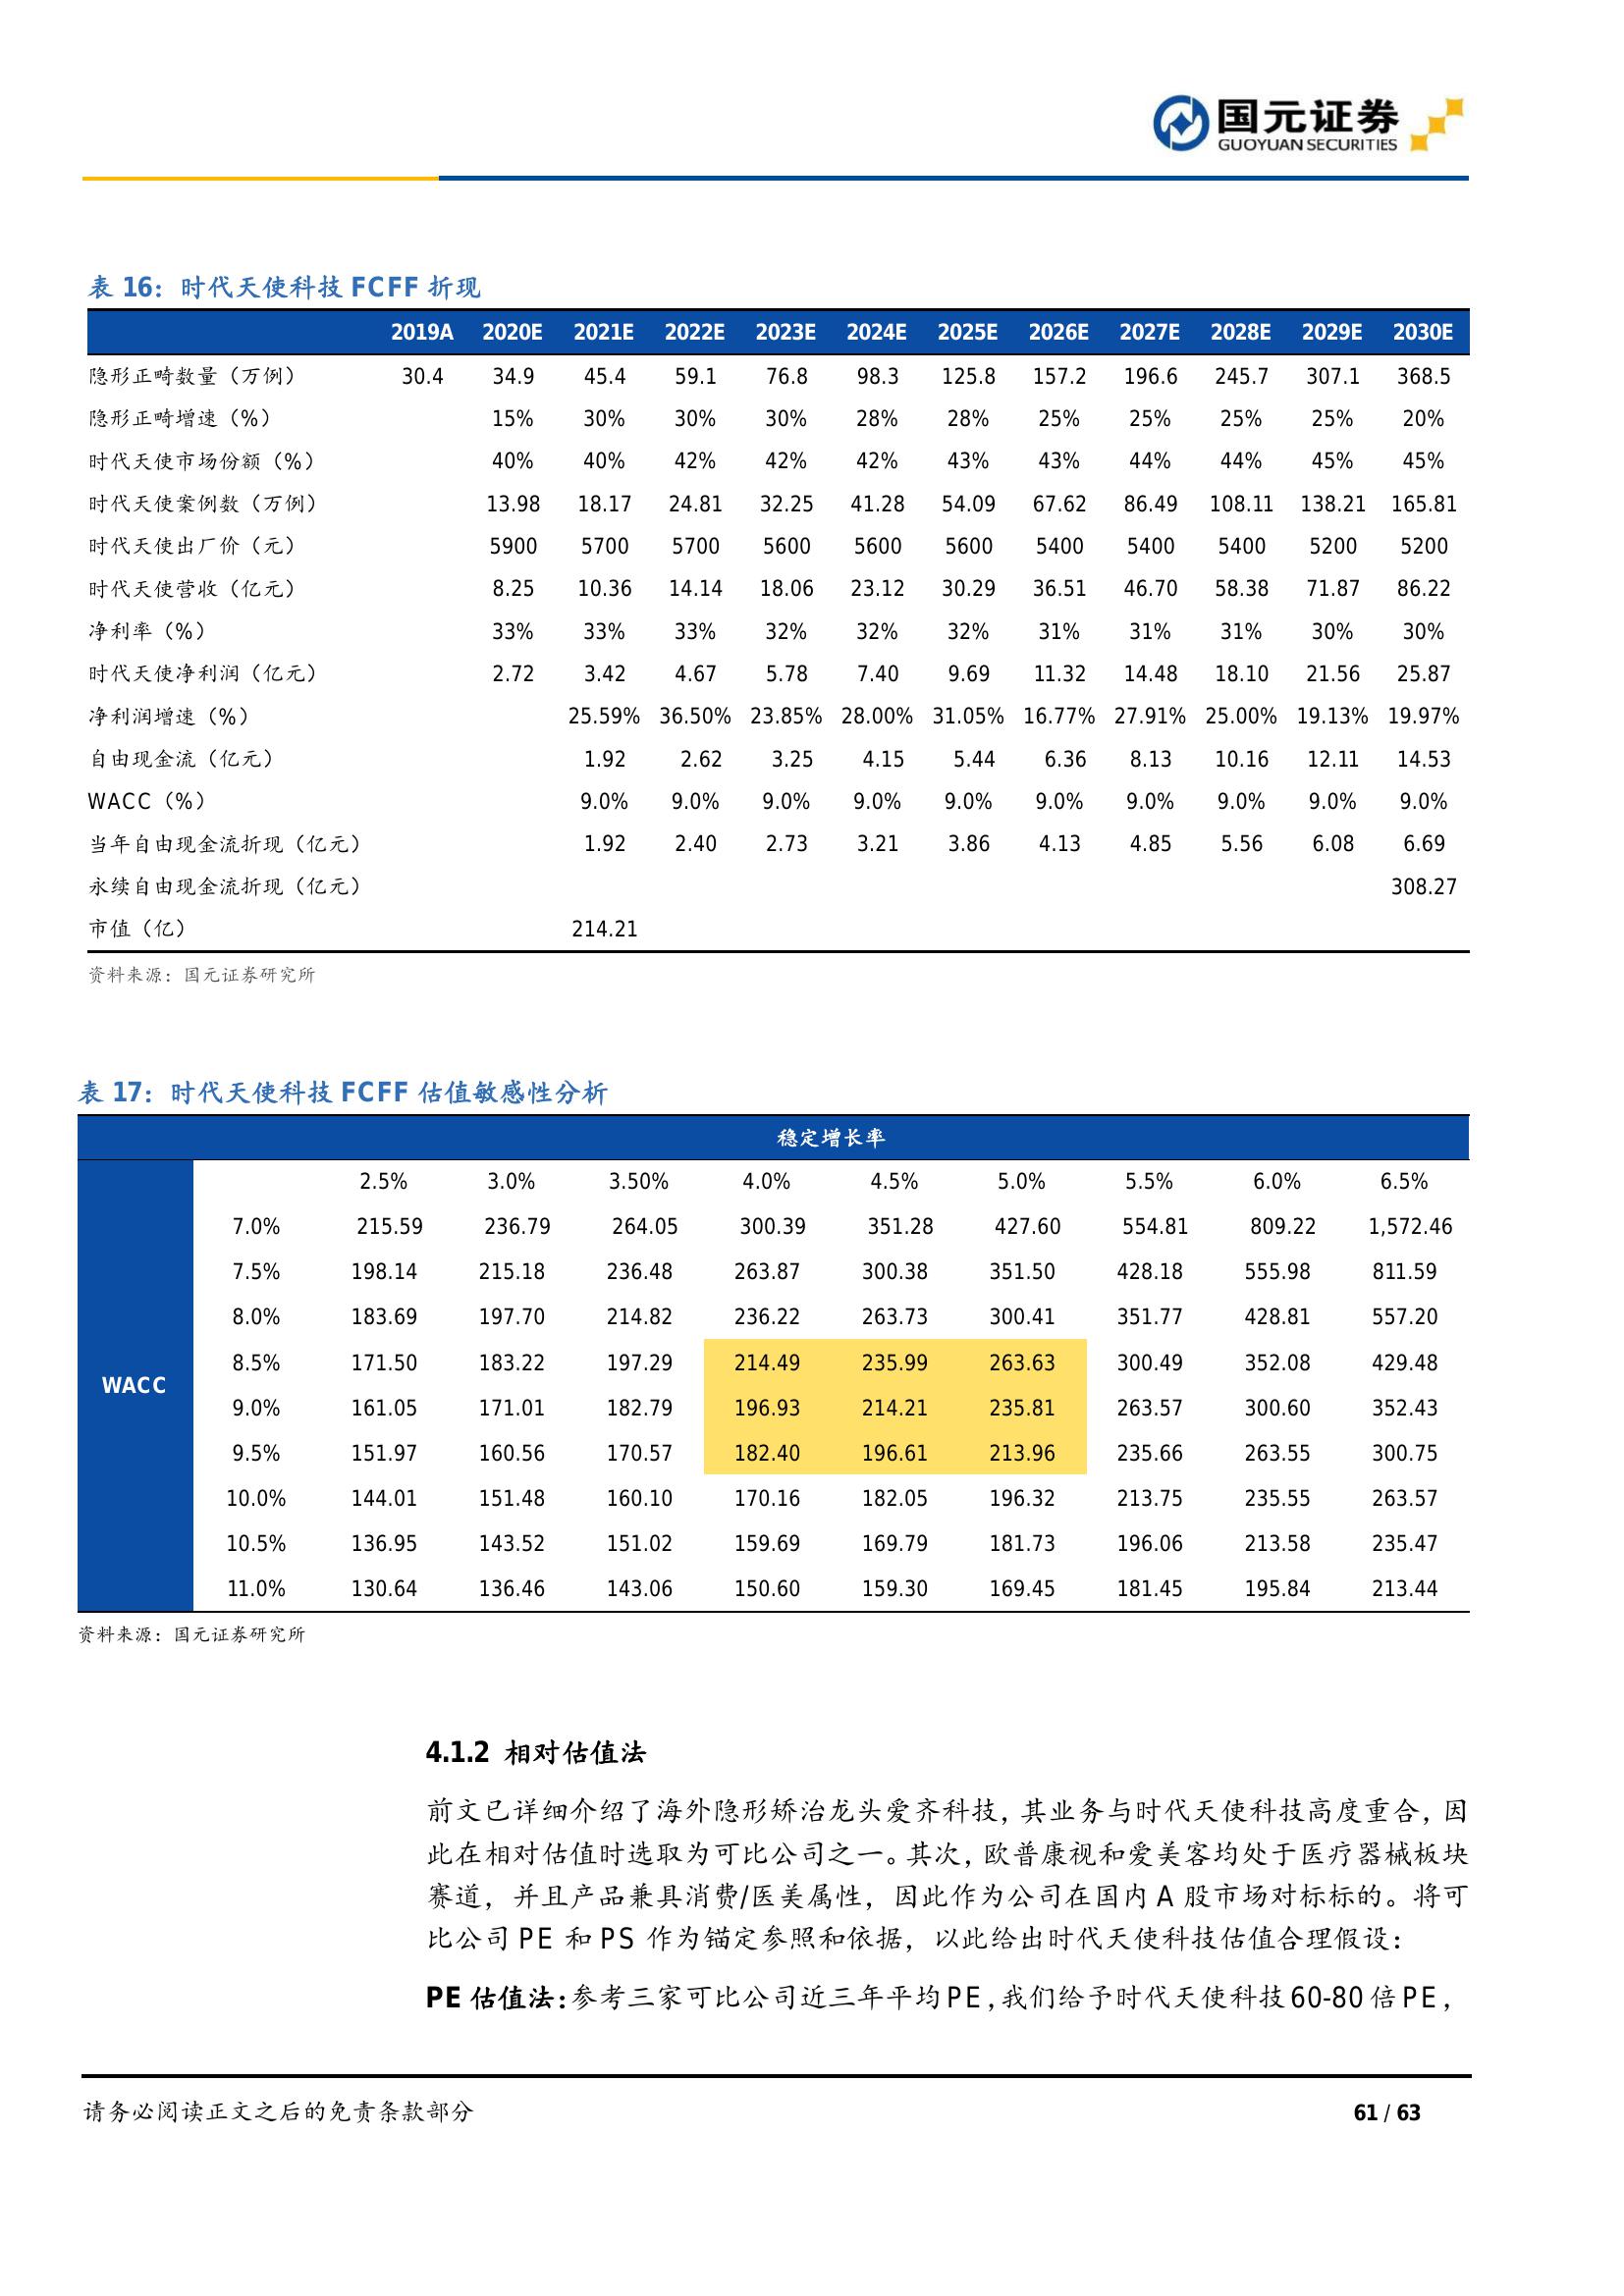 国元证券
GUOYUAN SECURITIES
表 16：时代天使科技 FCFF 折现
2019A 2020E 2021E 2022E 2023E 2024E 2025E 2026E 2027E 2028E 2029E 2030E
隐形正畸数量（万例） 30.4 34.9 45.4 59.1 76.8 98.3 125.8 157.2 196.6 245.7 307.1 368.5
隐形正畸增速（%） 15% 30% 30% 30% 28% 28% 25% 25% 25% 25% 20%
时代天使市场份额（%） 40% 40% 42% 42% 42% 43% 43% 44% 44% 45% 45%
时代天使案例数（万例） 13.98 18.17 24.81 32.25 41.28 54.09 67.62 86.49 108.11 138.21 165.81
时代天使出厂价（元） 5900 5700 5700 5600 5600 5600 5400 5400 5400 5200 5200
时代天使营收（亿元） 8.25 10.36 14.14 18.06 23.12 30.29 36.51 46.70 58.38 71.87 86.22
净利率（%） 33% 33% 33% 32% 32% 32% 31% 31% 31% 30% 30%
时代天使净利润（亿元） 2.72 3.42 4.67 5.78 7.40 9.69 11.32 14.48 18.10 21.56 25.87
净利润增速（%） 25.59% 36.50% 23.85% 28.00% 31.05% 16.77% 27.91% 25.00% 19.13% 19.97%
自由现金流（亿元） 1.92 2.62 3.25 4.15 5.44 6.36 8.13 10.16 12.11 14.53
WACC（%） 9.0% 9.0% 9.0% 9.0% 9.0% 9.0% 9.0% 9.0% 9.0% 9.0%
当年自由现金流折现（亿元） 1.92 2.40 2.73 3.21 3.86 4.13 4.85 5.56 6.08 6.69
永续自由现金流折现（亿元） 308.27
市值（亿） 214.21
资料来源：国元证券研究所
表 17：时代天使科技 FCFF 估值敏感性分析
稳定增长率
2.5% 3.0% 3.50% 4.0% 4.5% 5.0% 5.5% 6.0% 6.5%
7.0% 215.59 236.79 264.05 300.39 351.28 427.60 554.81 809.22 1,572.46
7.5% 198.14 215.18 236.48 263.87 300.38 351.50 428.18 555.98 811.59
8.0% 183.69 197.70 214.82 236.22 263.73 300.41 351.77 428.81 557.20
8.5% 171.50 183.22 197.29 214.49 235.99 263.63 300.49 352.08 429.48
WACC
9.0% 161.05 171.01 182.79 196.93 214.21 235.81 263.57 300.60 352.43
9.5% 151.97 160.56 170.57 182.40 196.61 213.96 235.66 263.55 300.75
10.0% 144.01 151.48 160.10 170.16 182.05 196.32 213.75 235.55 263.57
10.5% 136.95 143.52 151.02 159.69 169.79 181.73 196.06 213.58 235.47
11.0% 130.64 136.46 143.06 150.60 159.30 169.45 181.45 195.84 213.44
资料来源：国元证券研究所
4.1.2 相对估值法
前文已详细介绍了海外隐形矫治龙头爱齐科技，其业务与时代天使科技高度重合，因
此在相对估值时选取为可比公司之一。其次，欧普康视和爱美客均处于医疗器械板块
赛道，并且产品兼具消费/医美属性，因此作为公司在国内 A 股市场对标标的。将可
比公司 PE 和 PS 作为锚定参照和依据，以此给出时代天使科技估值合理假设：
PE 估值法：参考三家可比公司近三年平均 PE，我们给予时代天使科技 60-80 倍 PE，
请务必阅读正文之后的免责条款部分 61 / 63